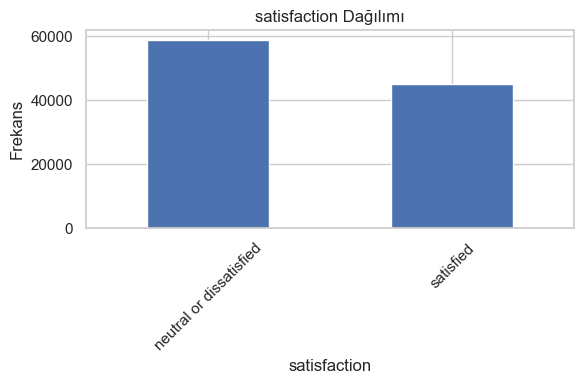 satisfaction Dağılımı
Frekans
60000
40000
20000
0
neutral or dissatisfied
satisfied
satisfaction